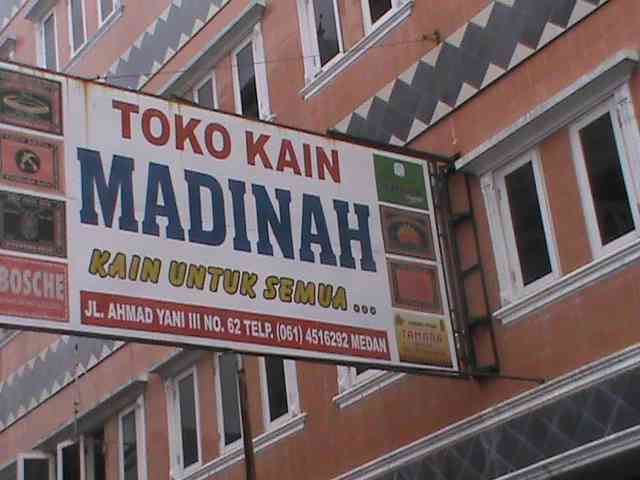 TOKO KAIN
MADINAH
KAIN UNTUK SEMUA ...
JL. AHMAD YANI III NO. 62 TELP. (061) 4516292 MEDAN
BOSCHE